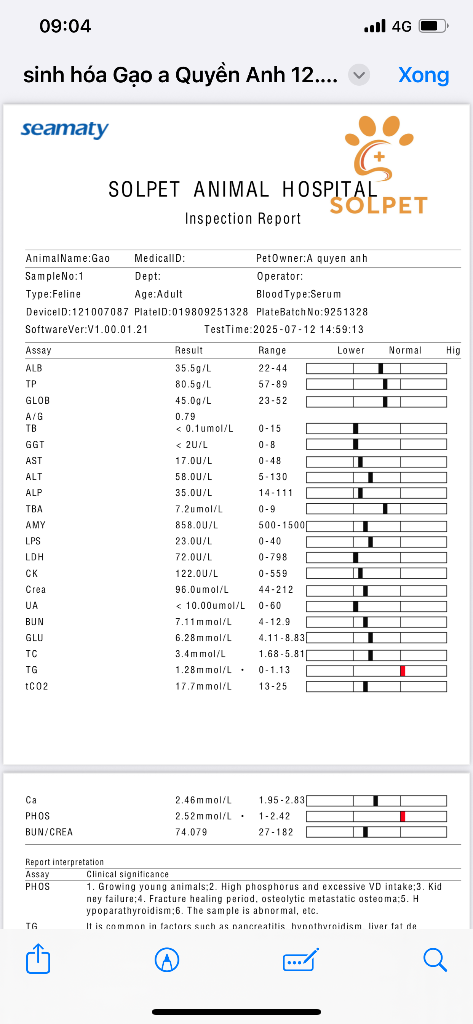 09:04
4G
sinh hóa Gạo a Quyền Anh 12.... Xong
seamaty
SOLPET ANIMAL HOSPITAL
SOLPET
Inspection Report
AnimalName:Gao MedicalID: PetOwner:A quyen anh
SampleNo:1 Dept: Operator:
Type:Feline Age:Adult BloodType:Serum
DeviceID:121007087 PlateID:019809251328 PlateBatchNo:9251328
SoftwareVer:V1.00.01.21 TestTime:2025-07-12 14:59:13
Assay Result Range Lower Normal Hig
ALB 35.5g/L 22-44
TP 80.5g/L 57-89
GLOB 45.0g/L 23-52
A/G 0.79
TB < 0.1umol/L 0-15
GGT < 2U/L 0-8
AST 17.0U/L 0-48
ALT 58.0U/L 5-130
ALP 35.0U/L 14-111
TBA 7.2umol/L 0-9
AMY 858.0U/L 500-1500
LPS 23.0U/L 0-40
LDH 72.0U/L 0-798
CK 122.0U/L 0-559
Crea 96.0umol/L 44-212
UA < 10.00umol/L 0-60
BUN 7.11mmol/L 4-12.9
GLU 6.28mmol/L 4.11-8.83
TC 3.4mmol/L 1.68-5.81
TG 1.28mmol/L • 0-1.13
tCO2 17.7mmol/L 13-25
Ca 2.46mmol/L 1.95-2.83
PHOS 2.52mmol/L • 1-2.42
BUN/CREA 74.079 27-182
Report interpretation
Assay Clinical significance
PHOS 1. Growing young animals;2. High phosphorus and excessive VD intake;3. Kid
ney failure;4. Fracture healing period, osteolytic metastatic osteoma;5. H
ypoparathyroidism;6. The sample is abnormal, etc.
TG It is common in factors such as pancreatitis, hypothyroidism, liver fat de